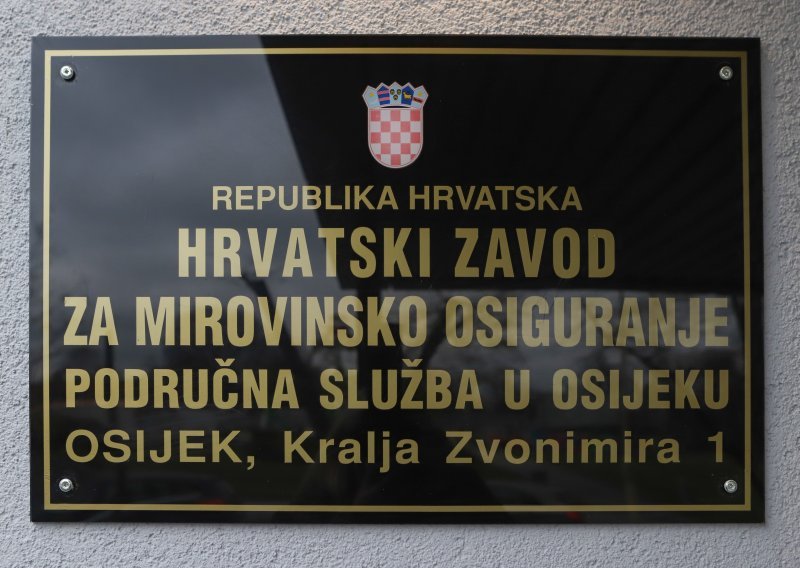 REPUBLIKA HRVATSKA
HRVATSKI ZAVOD
ZA MIROVINSKO OSIGURANJE
PODRUČNA SLUŽBA U OSIJEKU
OSIJEK, Kralja Zvonimira 1